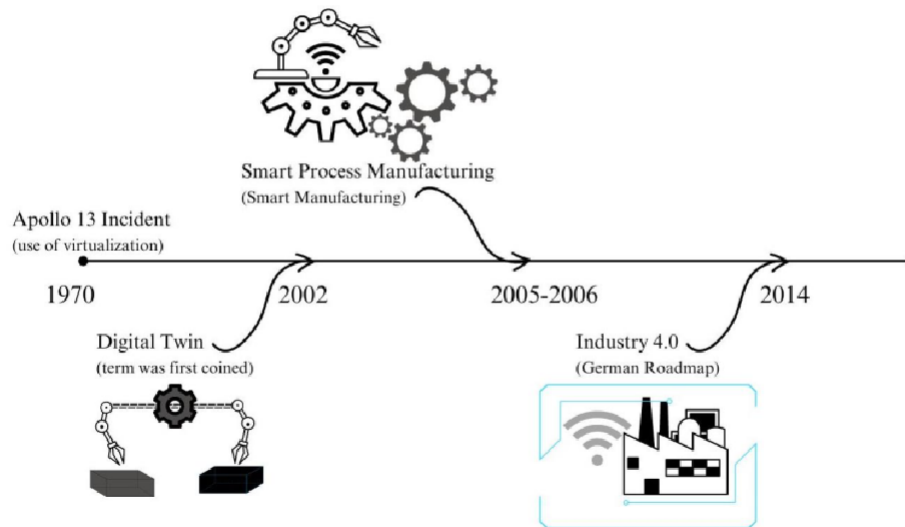 Smart Process Manufacturing
(Smart Manufacturing)
Apollo 13 Incident
(use of virtualization)
1970
2002
2005-2006
2014
Digital Twin
(term was first coined)
Industry 4.0
(German Roadmap)